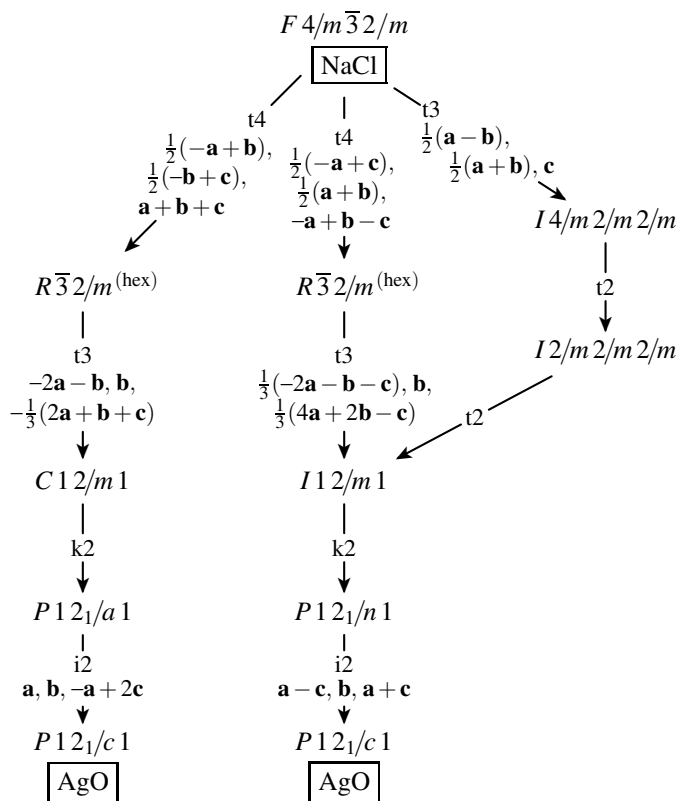 F 4/m 3̅ 2/m
NaCl
t4
½(−a + b),
½(−b + c),
a + b + c
t4
½(−a + c),
½(a + b),
−a + b − c
t3
½(a − b),
½(a + b), c
I 4/m 2/m 2/m
R 3̅ 2/m (hex)
R 3̅ 2/m (hex)
t2
I 2/m 2/m 2/m
t3
−2a − b, b,
−⅓(2a + b + c)
t3
⅓(−2a − b − c), b,
⅓(4a + 2b − c)
t2
C 1 2/m 1
I 1 2/m 1
k2
k2
P 1 2₁/a 1
P 1 2₁/n 1
i2
a, b, −a + 2c
i2
a − c, b, a + c
P 1 2₁/c 1
P 1 2₁/c 1
AgO
AgO